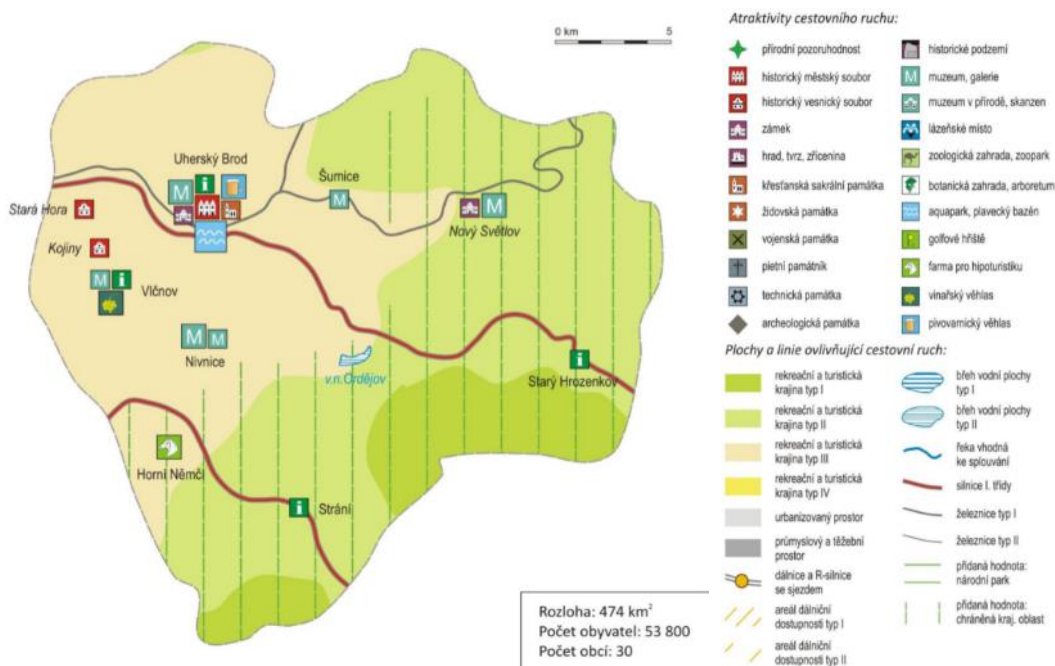 0 km 5
Uherský Brod
Šumice
Stará Hora
Nový Světlov
Kojiny
Vlčnov
Nivnice
v.n.Ordějov
Starý Hrozenkov
Horní Němčí
Strání
Rozloha: 474 km²
Počet obyvatel: 53 800
Počet obcí: 30
Atraktivity cestovního ruchu:
přírodní pozoruhodnost
historický městský soubor
historický vesnický soubor
zámek
hrad, tvrz, zřícenina
křesťanská sakrální památka
židovská památka
vojenská památka
pietní památník
technická památka
archeologická památka
historické podzemí
muzeum, galerie
muzeum v přírodě, skanzen
lázeňské místo
zoologická zahrada, zoopark
botanická zahrada, arboretum
aquapark, plavecký bazén
golfové hřiště
farma pro hipoturistiku
vinařský věhlas
pivovarnický věhlas
Plochy a linie ovlivňující cestovní ruch:
rekreační a turistická
krajina typ I
rekreační a turistická
krajina typ II
rekreační a turistická
krajina typ III
rekreační a turistická
krajina typ IV
urbanizovaný prostor
průmyslový a těžební
prostor
dálnice a R-silnice
se sjezdem
areál dálniční
dostupnosti typ I
areál dálniční
dostupnosti typ II
břeh vodní plochy
typ I
břeh vodní plochy
typ II
řeka vhodná
ke splouvání
silnice I. třídy
železnice typ I
železnice typ II
přidaná hodnota:
národní park
přidaná hodnota:
chráněná kraj. oblast